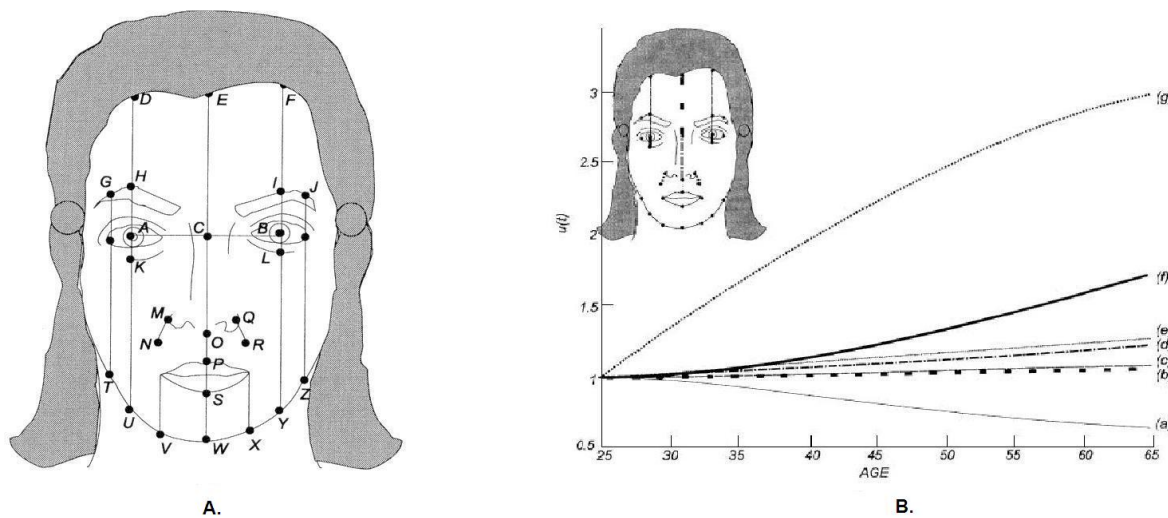 D E F
G H I J
A C B
K L
M Q
N O R
P
T S Z
U Y
V W X
A.
u(t)
3
2.5
2
1.5
1
0.5
25 30 35 40 45 50 55 60 65
AGE
(g)
(f)
(e)
(d)
(c)
(b)
(a)
B.